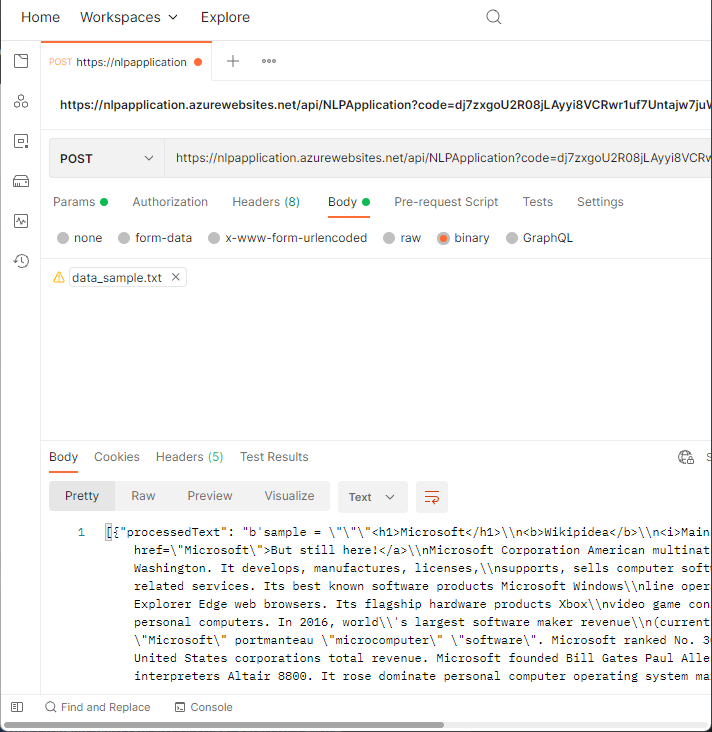 Home Workspaces Explore
POST https://nlpapplication
https://nlpapplication.azurewebsites.net/api/NLPApplication?code=dj7zxgoU2R08jLAyyi8VCRwr1uf7Untajw7ju
POST https://nlpapplication.azurewebsites.net/api/NLPApplication?code=dj7zxgoU2R08jLAyyi8VCRw
Params Authorization Headers (8) Body Pre-request Script Tests Settings
none form-data x-www-form-urlencoded raw binary GraphQL
data_sample.txt
Body Cookies Headers (5) Test Results
Pretty Raw Preview Visualize Text
1 [{"processedText": "b'sample = \"\"\"<h1>Microsoft</h1>\\n<b>Wikipidea</b>\\n<i>Main
href=\"Microsoft\">But still here!</a>\\nMicrosoft Corporation American multinat
Washington. It develops, manufactures, licenses,\\nsupports, sells computer soft
related services. Its best known software products Microsoft Windows\\nline oper
Explorer Edge web browsers. Its flagship hardware products Xbox\\nvideo game con
personal computers. In 2016, world\\'s largest software maker revenue\\n(current
\"Microsoft\" portmanteau \"microcomputer\" \"software\". Microsoft ranked No. 3
United States corporations total revenue. Microsoft founded Bill Gates Paul Alle
interpreters Altair 8800. It rose dominate personal computer operating system ma
Find and Replace Console